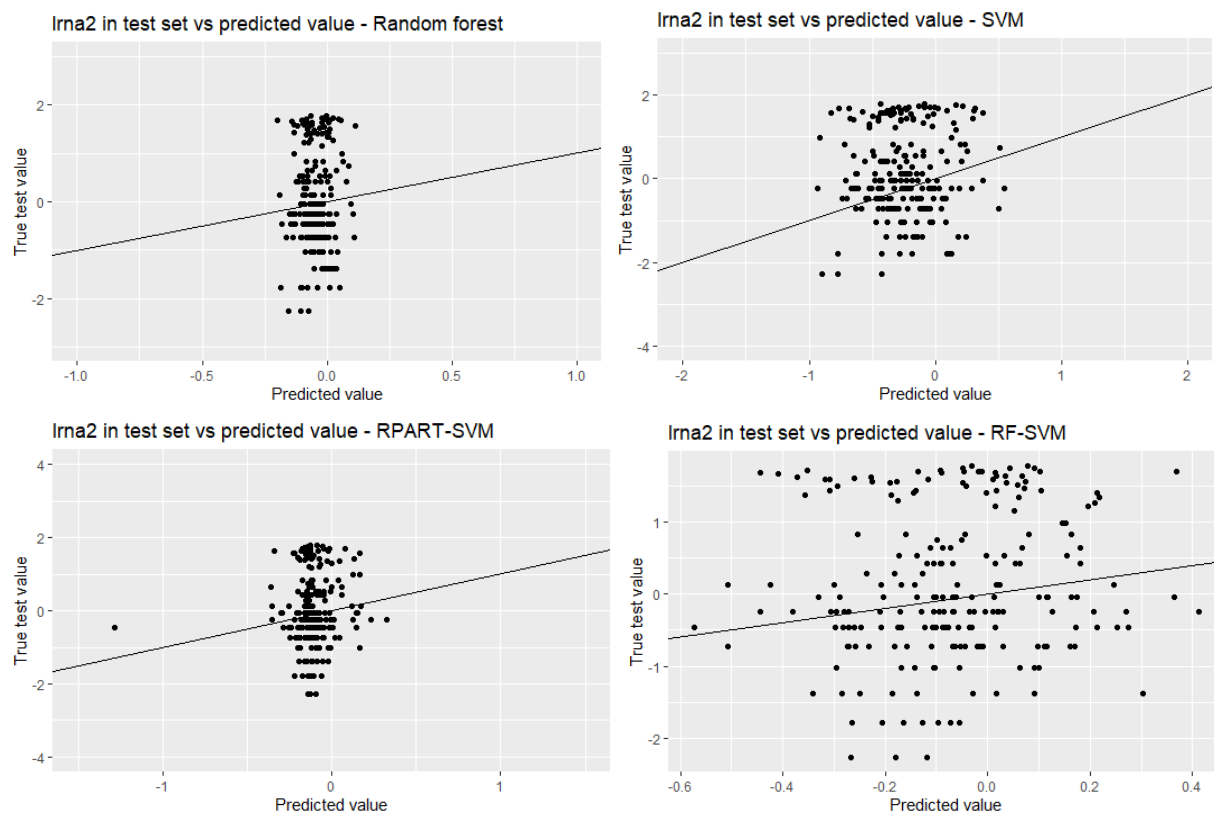 lrna2 in test set vs predicted value - Random forest
True test value
2
0
-2
-1.0 -0.5 0.0 0.5 1.0
Predicted value
lrna2 in test set vs predicted value - SVM
True test value
2
0
-2
-4
-2 -1 0 1 2
Predicted value
lrna2 in test set vs predicted value - RPART-SVM
True test value
4
2
0
-2
-4
-1 0 1
Predicted value
lrna2 in test set vs predicted value - RF-SVM
True test value
1
0
-1
-2
-0.6 -0.4 -0.2 0.0 0.2 0.4
Predicted value